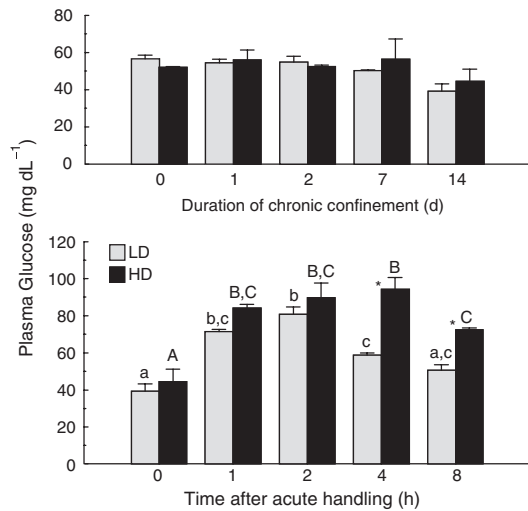 80
60
40
20
0
0 1 2 7 14
Duration of chronic confinement (d)
Plasma Glucose (mg dL⁻¹)
120
100
80
60
40
20
0
LD
HD
a A b,c B,C b B,C c * B a,c * C
0 1 2 4 8
Time after acute handling (h)